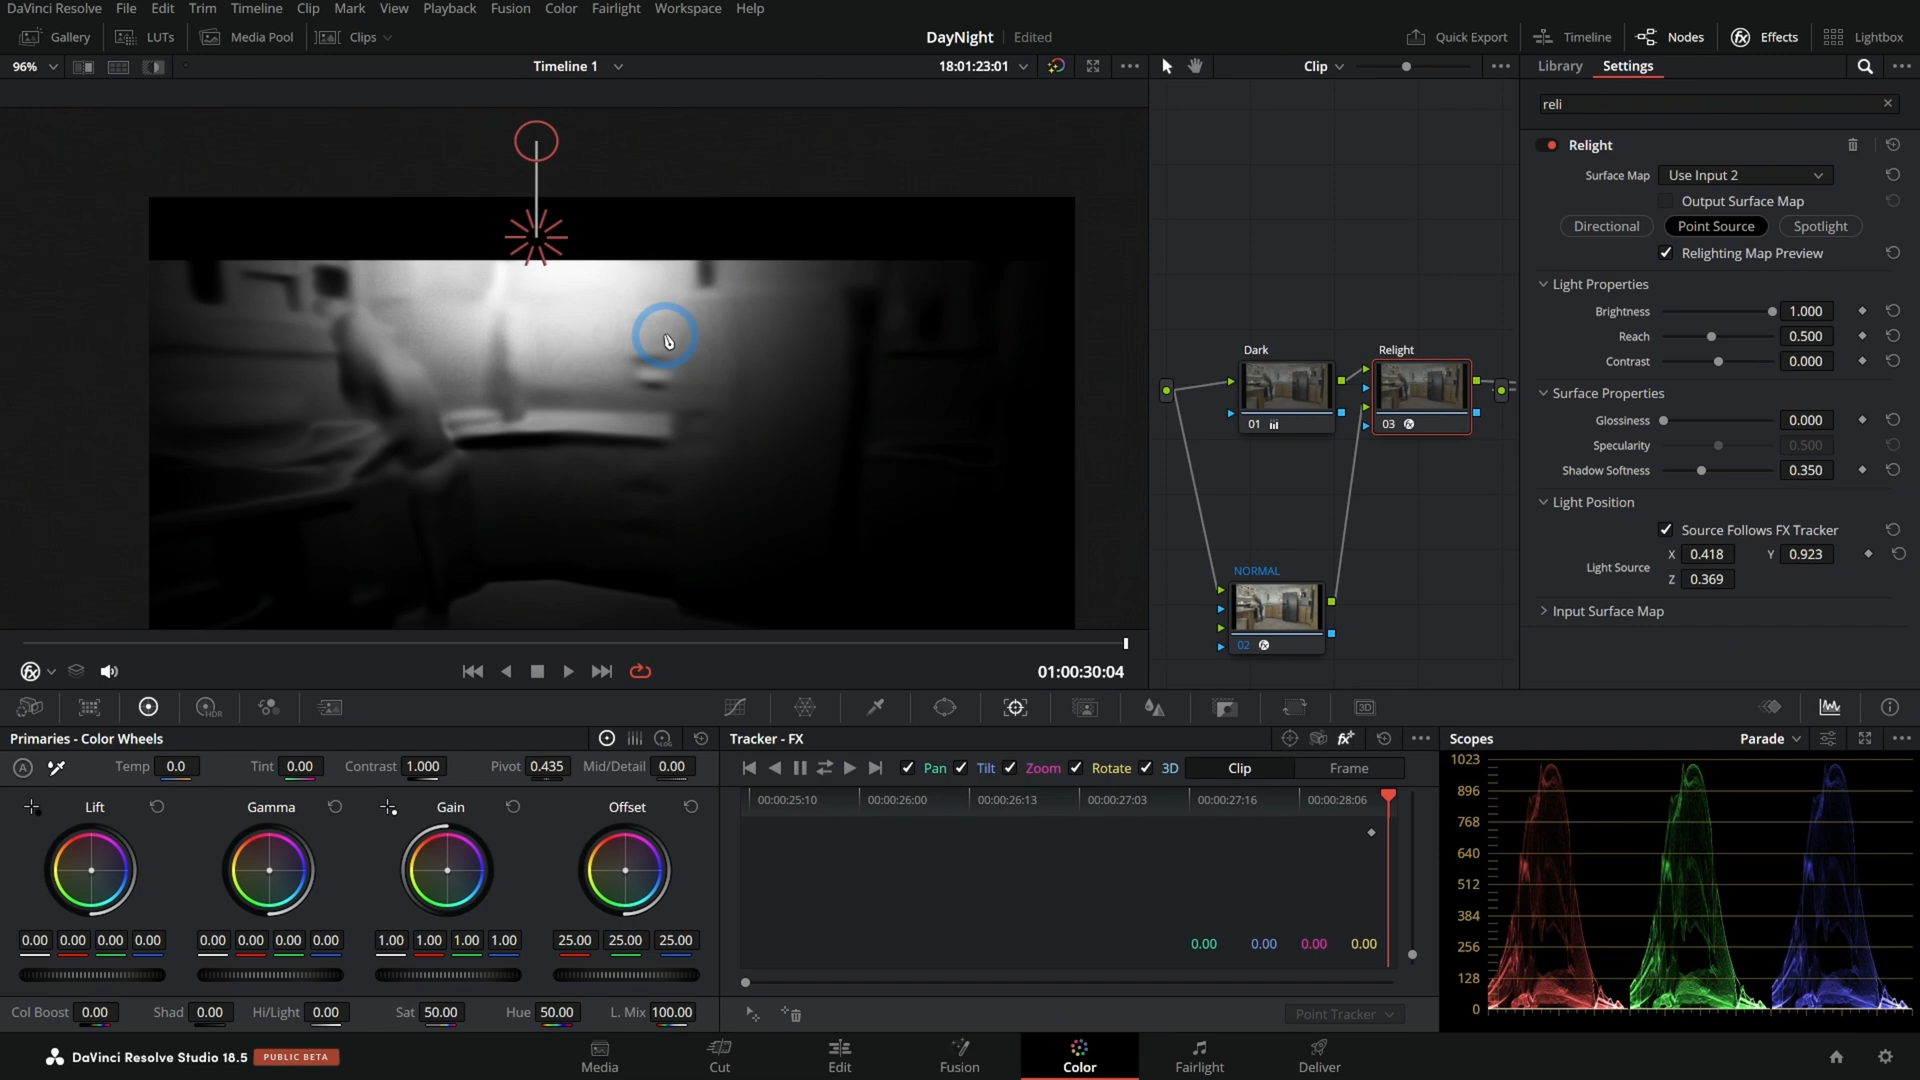 DaVinci Resolve File Edit Trim Timeline Clip Mark View Playback Fusion Color Fairlight Workspace Help
Gallery LUTs Media Pool Clips DayNight Edited Quick Export Timeline Nodes Effects Lightbox
96% Timeline 1 18:01:23:01 Clip Library Settings
reli
Relight
Surface Map Use Input 2
Output Surface Map
Directional Point Source Spotlight
Relighting Map Preview
Light Properties
Brightness 1.000
Reach 0.500
Contrast 0.000
Surface Properties
Glossiness 0.000
Specularity 0.500
Shadow Softness 0.350
Light Position
Source Follows FX Tracker
X 0.418 Y 0.923
Light Source
Z 0.369
Input Surface Map
Dark Relight
01 03
NORMAL
02
01:00:30:04
HDR
3D
Primaries - Color Wheels
LOG
Temp 0.0 Tint 0.00 Contrast 1.000 Pivot 0.435 Mid/Detail 0.00
Lift Gamma Gain Offset
0.00 0.00 0.00 0.00 0.00 0.00 0.00 0.00 1.00 1.00 1.00 1.00 25.00 25.00 25.00
Col Boost 0.00 Shad 0.00 Hi/Light 0.00 Sat 50.00 Hue 50.00 L. Mix 100.00
Tracker - FX
Pan Tilt Zoom Rotate 3D Clip Frame
00:00:25:10 00:00:26:00 00:00:26:13 00:00:27:03 00:00:27:16 00:00:28:06
0.00 0.00 0.00 0.00
Point Tracker
Scopes Parade
1023
896
768
640
512
384
256
128
0
DaVinci Resolve Studio 18.5 PUBLIC BETA
Media Cut Edit Fusion Color Fairlight Deliver